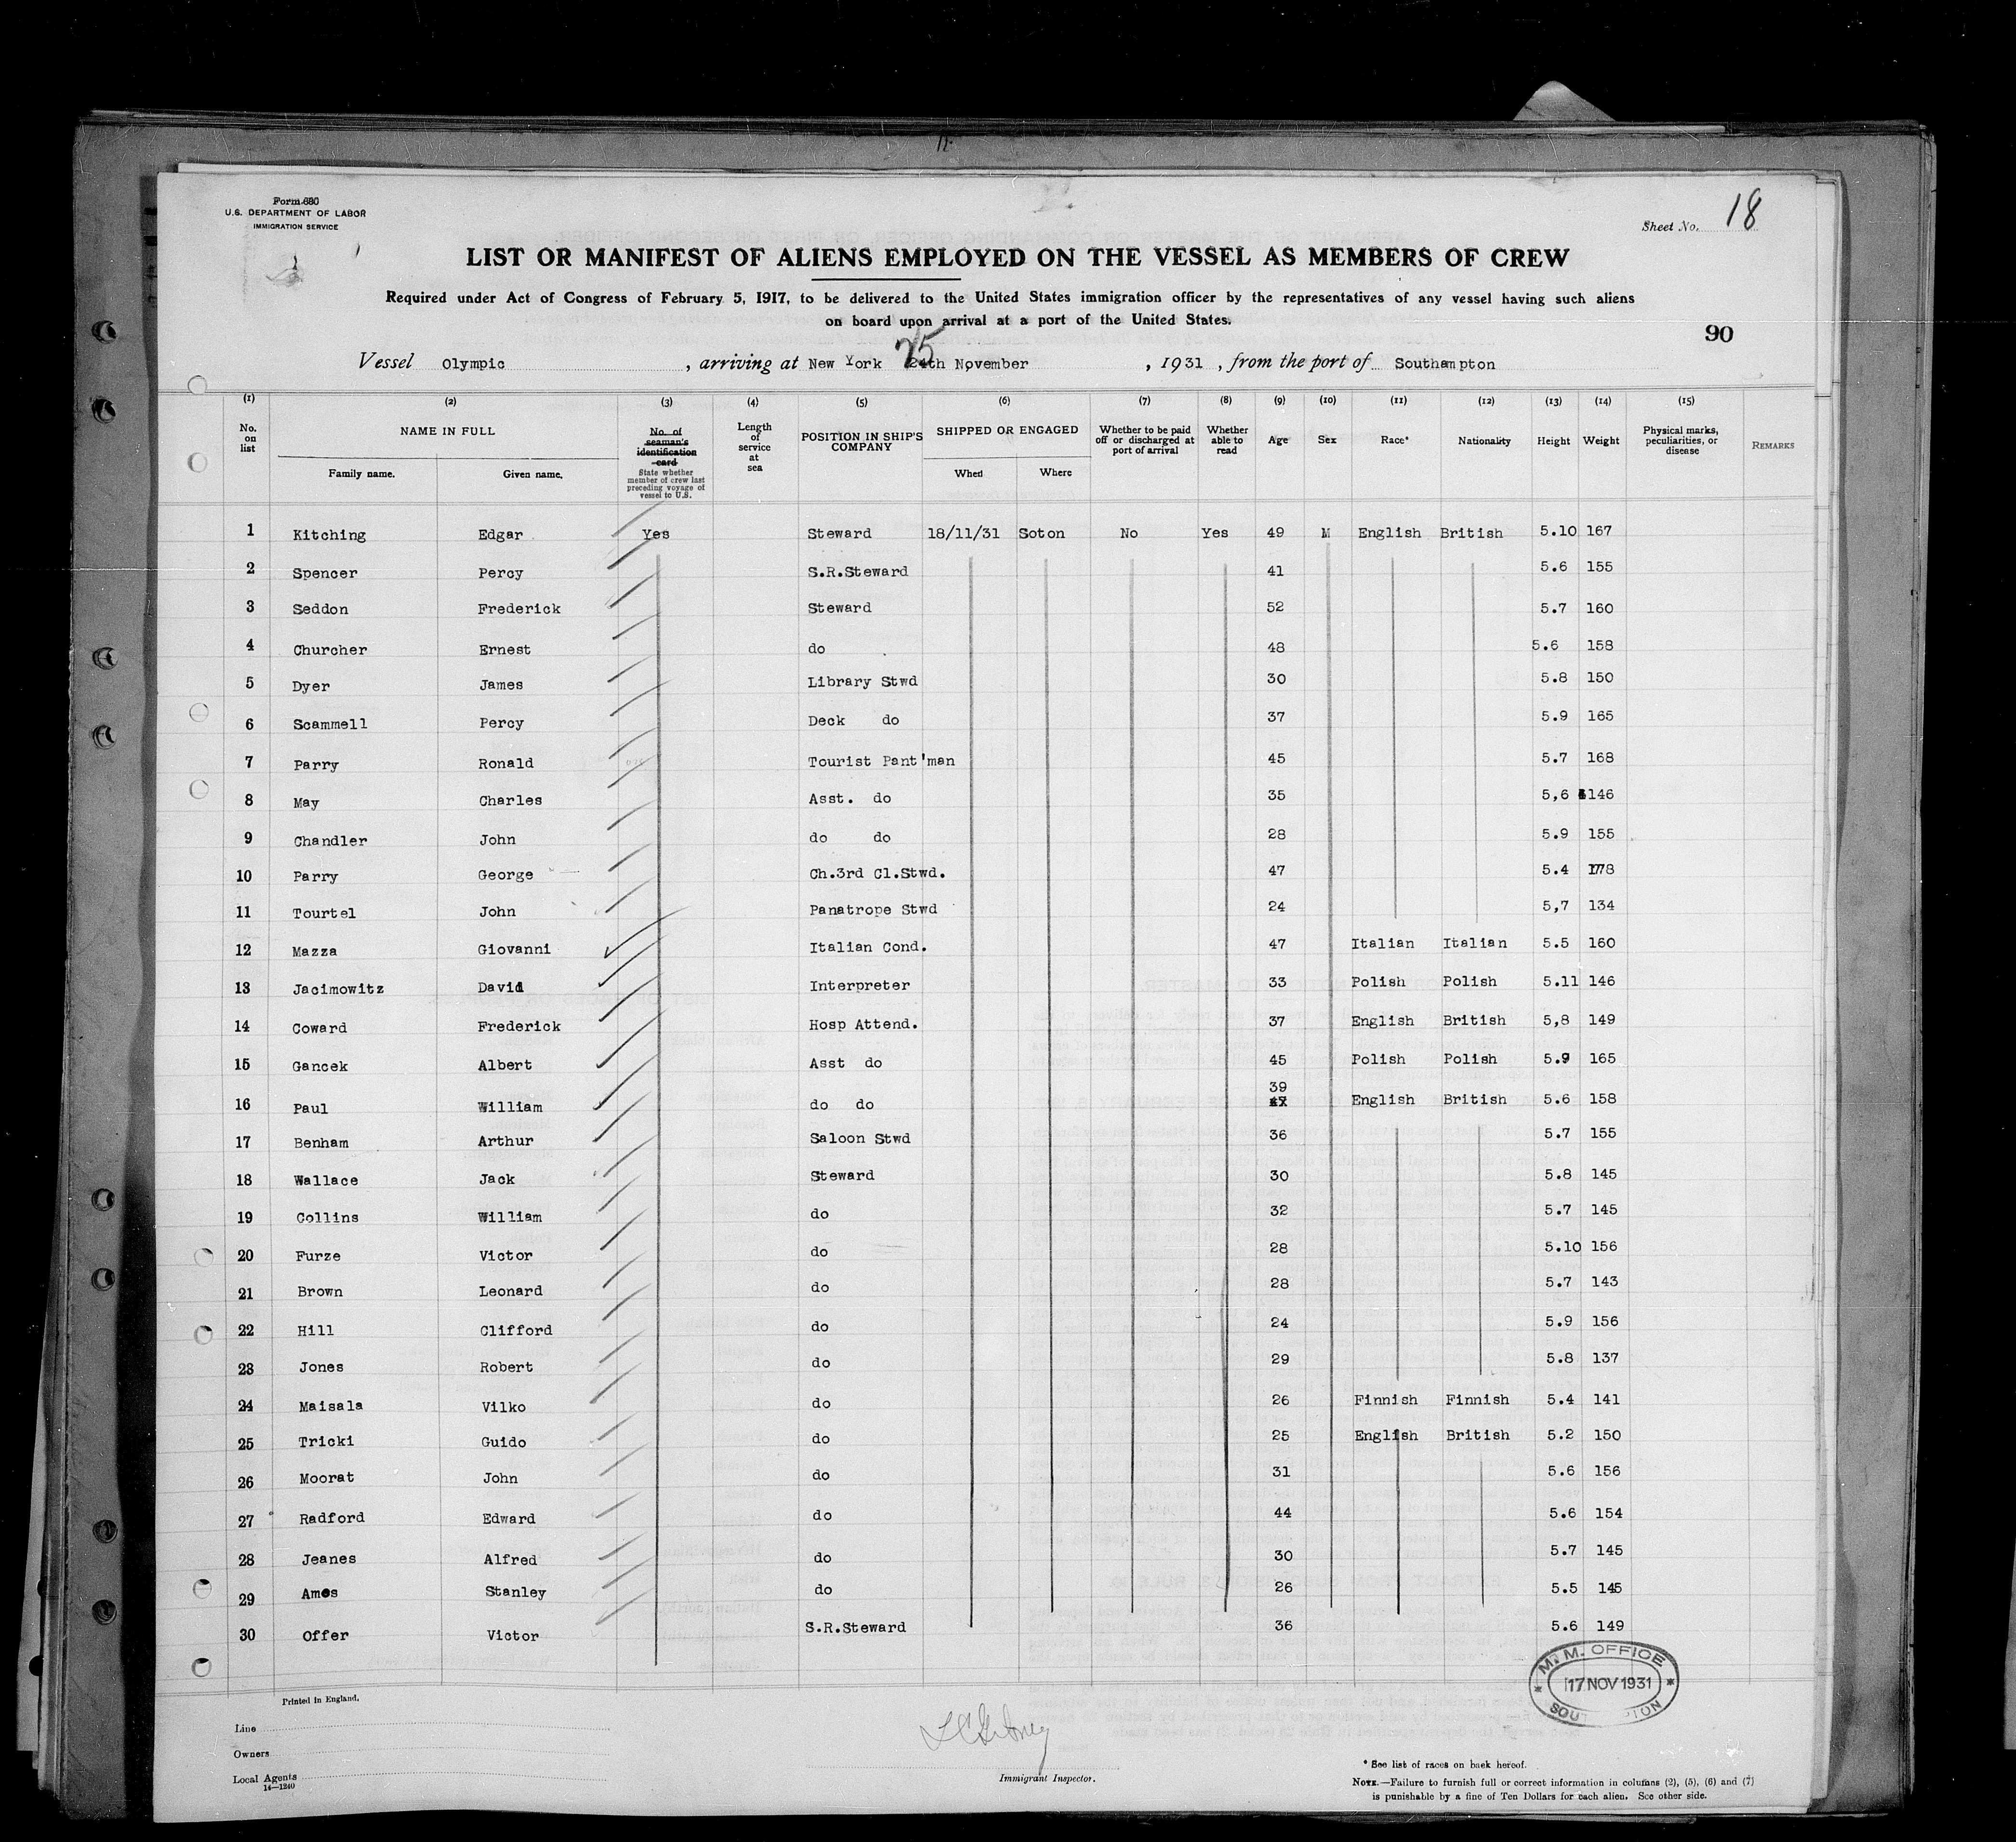 Form 680
U.S. DEPARTMENT OF LABOR
IMMIGRATION SERVICE
Sheet No. 18
LIST OR MANIFEST OF ALIENS EMPLOYED ON THE VESSEL AS MEMBERS OF CREW
Required under Act of Congress of February 5, 1917, to be delivered to the United States immigration officer by the representatives of any vessel having such aliens
on board upon arrival at a port of the United States.
90
Vessel Olympic , arriving at New York 25 24th November , 1931 , from the port of Southampton
(1) (2) (3) (4) (5) (6) (7) (8) (9) (10) (11) (12) (13) (14) (15)
No. on list NAME IN FULL Family name. Given name. No. of seaman's identification card State whether member of crew last preceding voyage of vessel to U.S. Length of service at sea POSITION IN SHIP'S COMPANY SHIPPED OR ENGAGED When Where Whether to be paid off or discharged at port of arrival Whether able to read Age Sex Race* Nationality Height Weight Physical marks, peculiarities, or disease REMARKS
1 Kitching Edgar Yes Steward 18/11/31 Soton No Yes 49 M English British 5.10 167
2 Spencer Percy S.R.Steward 41 5.6 155
3 Seddon Frederick Steward 52 5.7 160
4 Churcher Ernest do 48 5.6 158
5 Dyer James Library Stwd 30 5.8 150
6 Scammell Percy Deck do 37 5.9 165
7 Parry Ronald Tourist Pant'man 45 5.7 168
8 May Charles Asst. do 35 5,6 146
9 Chandler John do do 28 5.9 155
10 Parry George Ch.3rd Cl.Stwd. 47 5.4 178
11 Tourtel John Panatrope Stwd 24 5,7 134
12 Mazza Giovanni Italian Cond. 47 Italian Italian 5.5 160
13 Jacimowitz David Interpreter 33 Polish Polish 5.11 146
14 Coward Frederick Hosp Attend. 37 English British 5,8 149
15 Gancek Albert Asst do 45 Polish Polish 5.9 165
16 Paul William do do 39 English British 5.6 158
17 Benham Arthur Saloon Stwd 36 5.7 155
18 Wallace Jack Steward 30 5.8 145
19 Collins William do 32 5.7 145
20 Furze Victor do 28 5.10 156
21 Brown Leonard do 28 5.7 143
22 Hill Clifford do 24 5.9 156
23 Jones Robert do 29 5.8 137
24 Maisala Vilko do 26 Finnish Finnish 5.4 141
25 Tricki Guido do 25 English British 5.2 150
26 Moorat John do 31 5.6 156
27 Radford Edward do 44 5.6 154
28 Jeanes Alfred do 30 5.7 145
29 Ames Stanley do 26 5.5 145
30 Offer Victor S.R.Steward 36 5.6 149
M.M. OFFICE
17 NOV 1931
Printed in England.
Line
Owners
Local Agents
14—1240
Immigrant Inspector.
* See list of races on back hereof.
NOTE.—Failure to furnish full or correct information in columns (2), (5), (6) and (7)
is punishable by a fine of Ten Dollars for each alien. See other side.